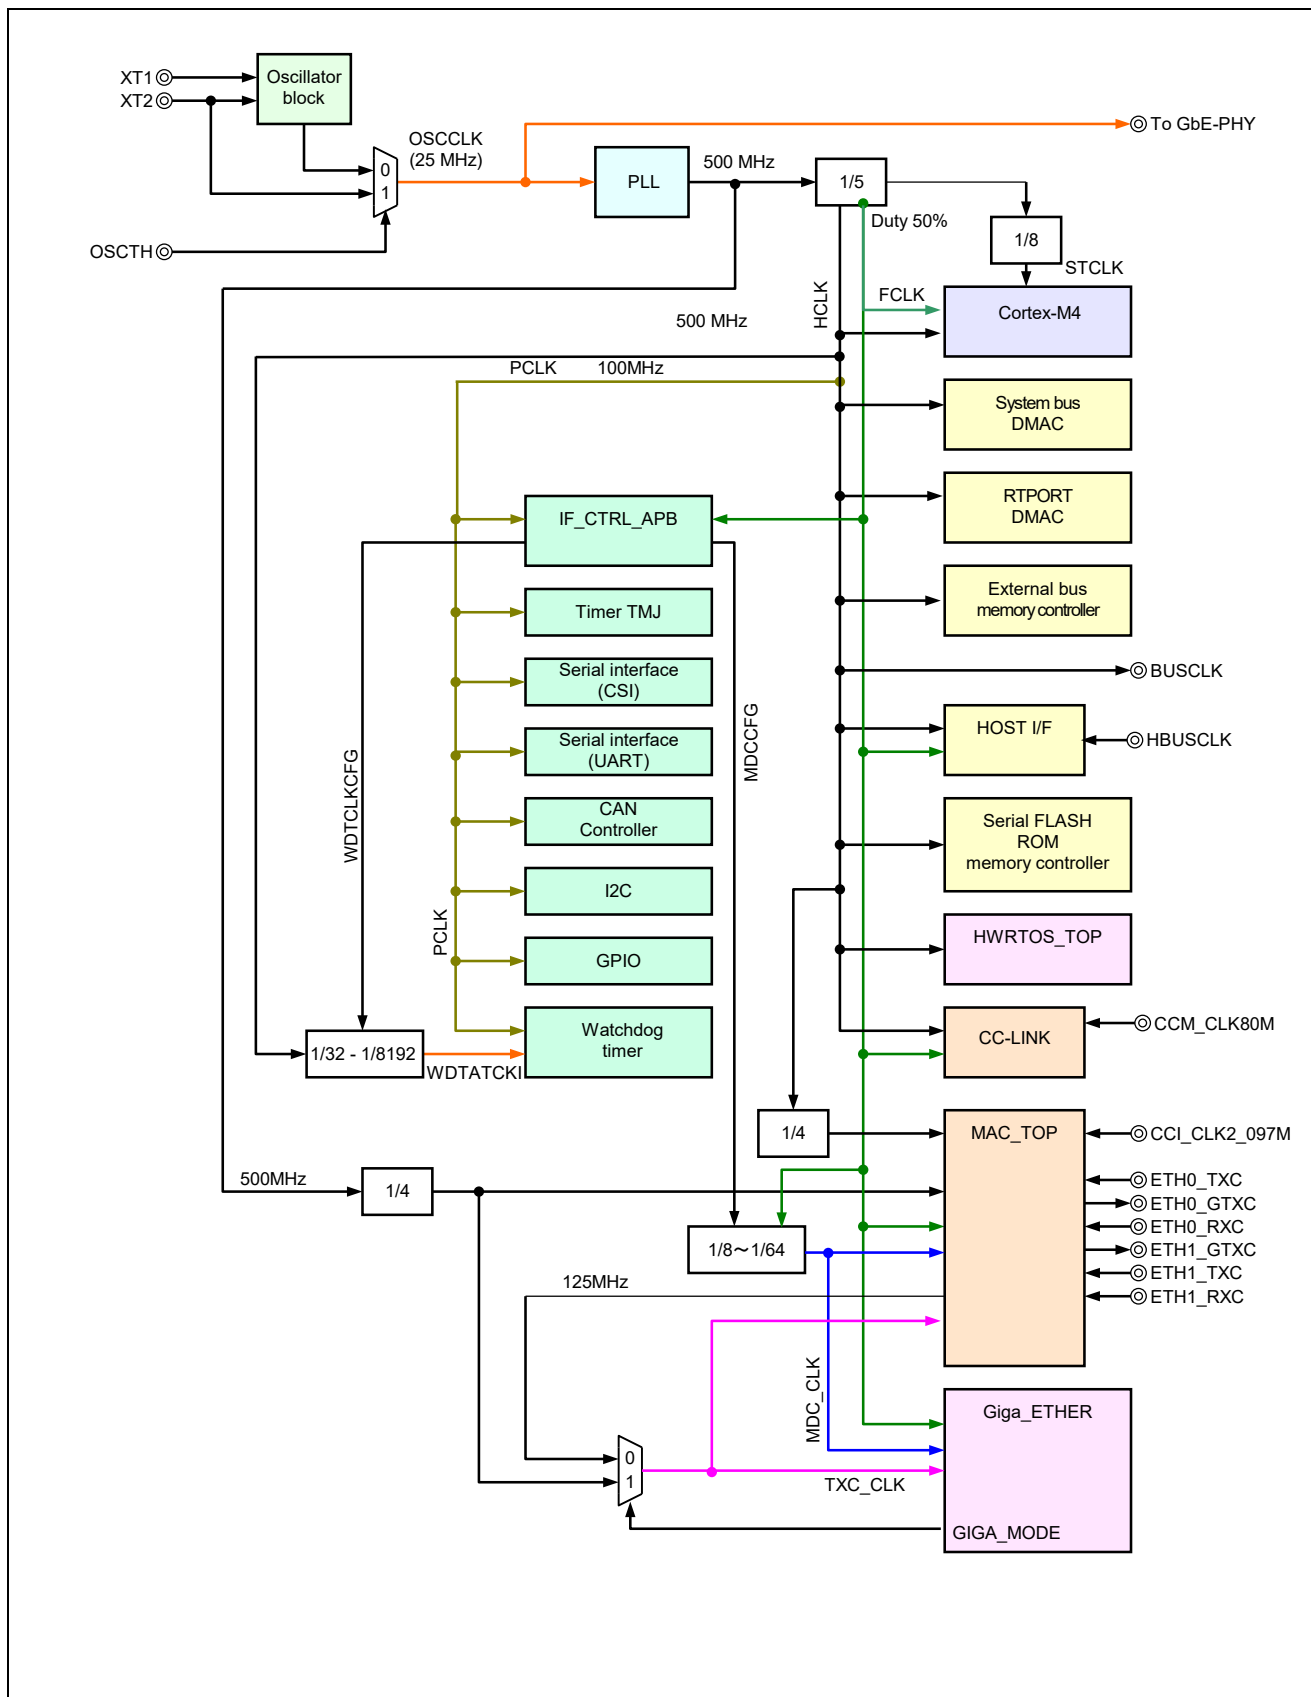 XT1
XT2
Oscillator
block
To GbE-PHY
OSCCLK
(25 MHz)
0
1
PLL
500 MHz
1/5
Duty 50%
OSCTH
1/8
STCLK
FCLK
HCLK
Cortex-M4
500 MHz
PCLK
100MHz
System bus
DMAC
RTPORT
DMAC
IF_CTRL_APB
External bus
memory controller
Timer TMJ
Serial interface
(CSI)
BUSCLK
WDTCLKCFG
MDCCFG
Serial interface
(UART)
HOST I/F
HBUSCLK
CAN
Controller
Serial FLASH
ROM
memory controller
I2C
PCLK
GPIO
HWRTOS_TOP
Watchdog
timer
1/32 - 1/8192
WDTATCKI
CC-LINK
CCM_CLK80M
1/4
MAC_TOP
CCI_CLK2_097M
500MHz
1/4
ETH0_TXC
ETH0_GTXC
ETH0_RXC
ETH1_GTXC
ETH1_TXC
ETH1_RXC
1/8～1/64
125MHz
MDC_CLK
Giga_ETHER
0
1
TXC_CLK
GIGA_MODE